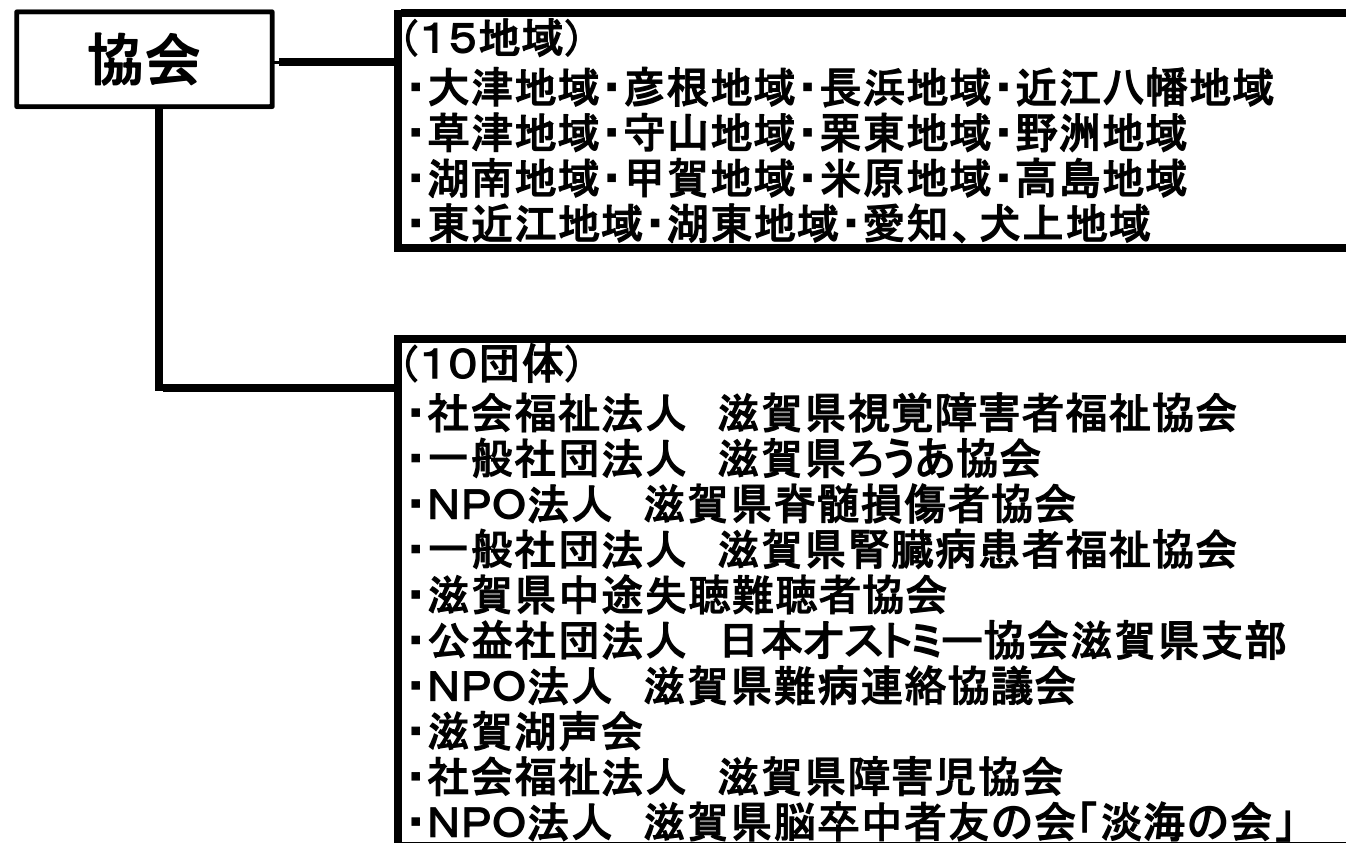 協会
(15地域)
・大津地域・彦根地域・長浜地域・近江八幡地域
・草津地域・守山地域・栗東地域・野洲地域
・湖南地域・甲賀地域・米原地域・高島地域
・東近江地域・湖東地域・愛知、犬上地域
(10団体)
・社会福祉法人　滋賀県視覚障害者福祉協会
・一般社団法人　滋賀県ろうあ協会
・NPO法人　滋賀県脊髄損傷者協会
・一般社団法人　滋賀県腎臓病患者福祉協会
・滋賀県中途失聴難聴者協会
・公益社団法人　日本オストミー協会滋賀県支部
・NPO法人　滋賀県難病連絡協議会
・滋賀湖声会
・社会福祉法人　滋賀県障害児協会
・NPO法人　滋賀県脳卒中者友の会「淡海の会」